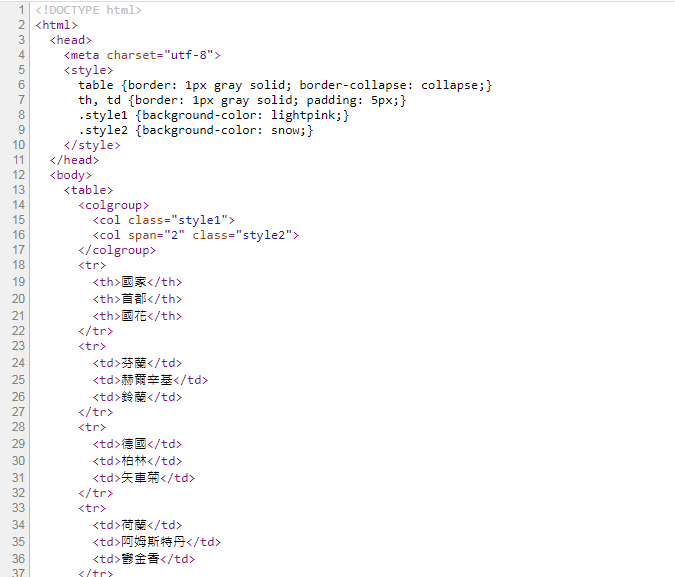 1 <!DOCTYPE html>
2 <html>
3 <head>
4 <meta charset="utf-8">
5 <style>
6 table {border: 1px gray solid; border-collapse: collapse;}
7 th, td {border: 1px gray solid; padding: 5px;}
8 .style1 {background-color: lightpink;}
9 .style2 {background-color: snow;}
10 </style>
11 </head>
12 <body>
13 <table>
14 <colgroup>
15 <col class="style1">
16 <col span="2" class="style2">
17 </colgroup>
18 <tr>
19 <th>國家</th>
20 <th>首都</th>
21 <th>國花</th>
22 </tr>
23 <tr>
24 <td>芬蘭</td>
25 <td>赫爾辛基</td>
26 <td>鈴蘭</td>
27 </tr>
28 <tr>
29 <td>德國</td>
30 <td>柏林</td>
31 <td>矢車菊</td>
32 </tr>
33 <tr>
34 <td>荷蘭</td>
35 <td>阿姆斯特丹</td>
36 <td>鬱金香</td>
37 </tr>